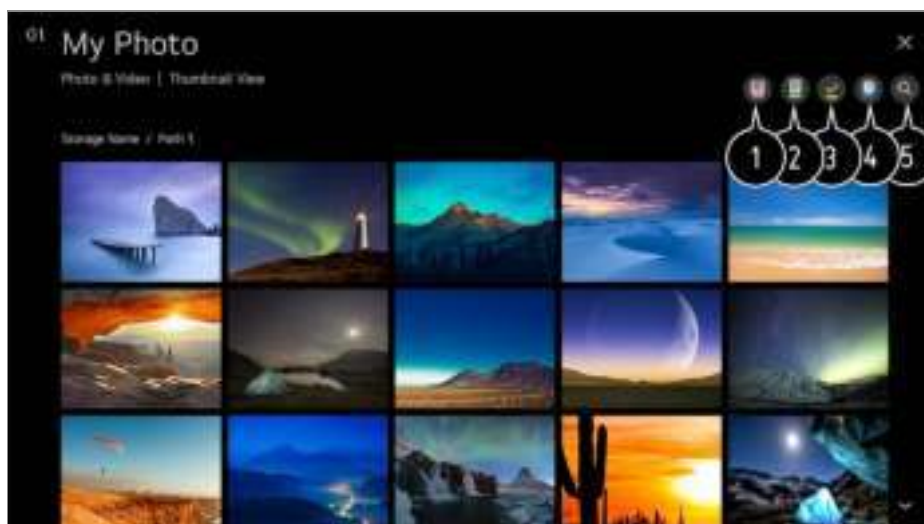 01
My Photo
Photo & Video | Thumbnail View
Storage Name / Path 1
1 2 3 4 5